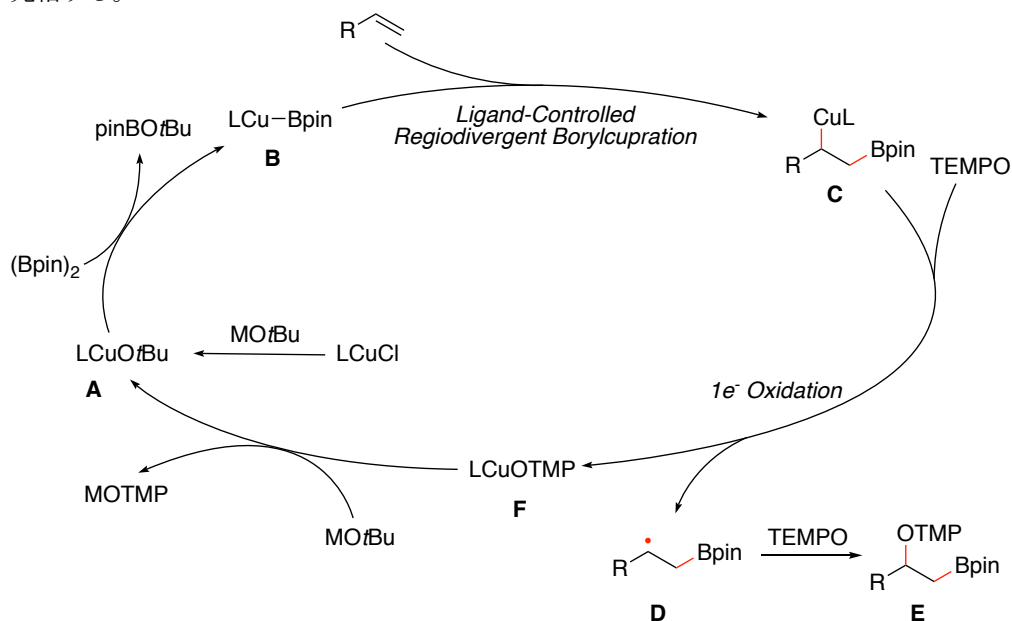 R
pinBOtBu
LCu–Bpin
B
Ligand-Controlled
Regiodivergent Borylcupration
CuL
R
Bpin
C
TEMPO
(Bpin)2
LCuOtBu
A
MOtBu
LCuCl
1e- Oxidation
LCuOTMP
F
MOTMP
MOtBu
R
Bpin
D
TEMPO
OTMP
R
Bpin
E